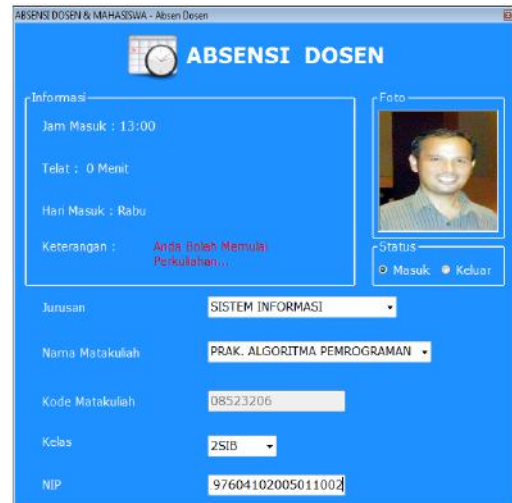 ABSENSI DOSEN & MAHASISWA - Absen Dosen
ABSENSI DOSEN
Informasi
Foto
Jam Masuk : 13:00
Telat : 0 Menit
Hari Masuk : Rabu
Keterangan : Anda Boleh Memulai
Perkuliahan...
Status
Masuk Keluar
Jurusan SISTEM INFORMASI
Nama Matakuliah PRAK. ALGORITMA PEMROGRAMAN
Kode Matakuliah 08523206
Kelas 2SIB
NIP .97604102005011002